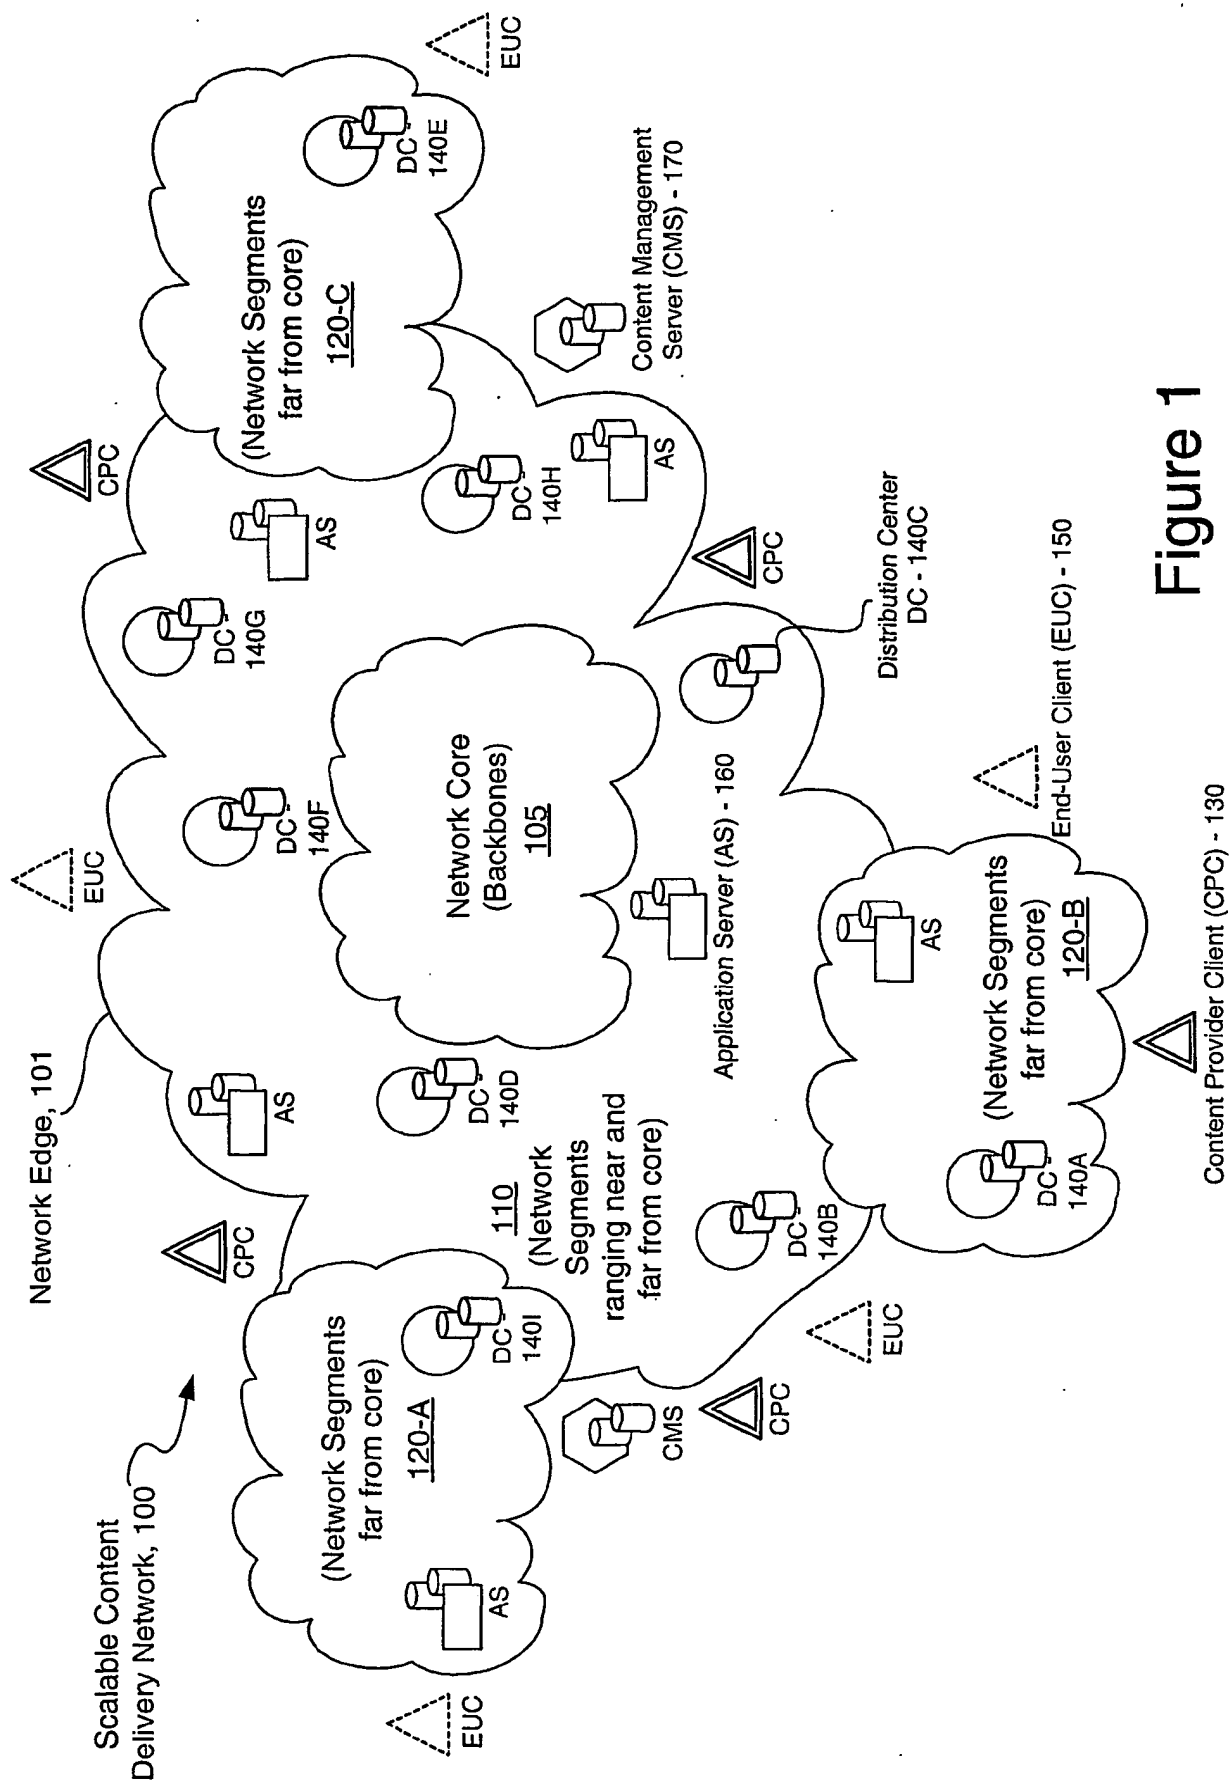 Scalable Content
Delivery Network, 100
Network Edge, 101
EUC
CPC
EUC
CPC
AS
DC
140F
DC
140G
AS
(Network Segments
far from core)
120-C
DC
140E
EUC
(Network Segments
far from core)
120-A
DC
140I
AS
EUC
110
(Network
Segments
ranging near and
far from core)
DC
140D
Network Core
(Backbones)
105
DC
140H
AS
Content Management
Server (CMS) - 170
CMS
CPC
DC
140B
Application Server (AS) - 160
CPC
Distribution Center
DC - 140C
EUC
AS
(Network Segments
far from core)
120-B
DC
140A
End-User Client (EUC) - 150
Content Provider Client (CPC) - 130
Figure 1